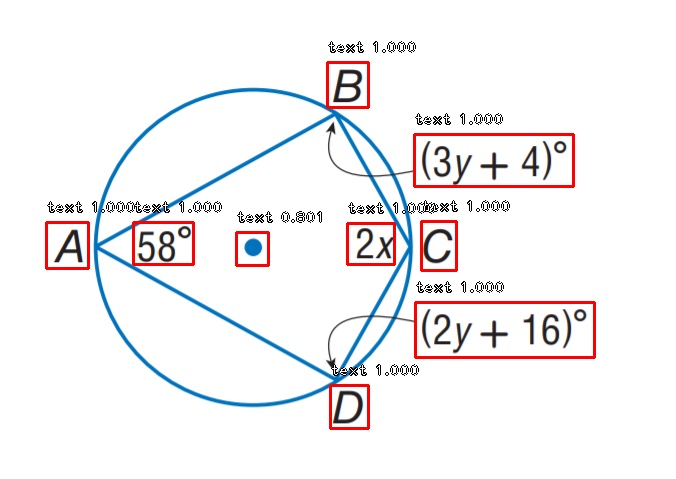 text 1.000
B
text 1.000
(3y + 4)°
text 1.000 text 1.000 text 0.801 text 1.000 text 1.000
A 58° 2x C
text 1.000
(2y + 16)°
text 1.000
D